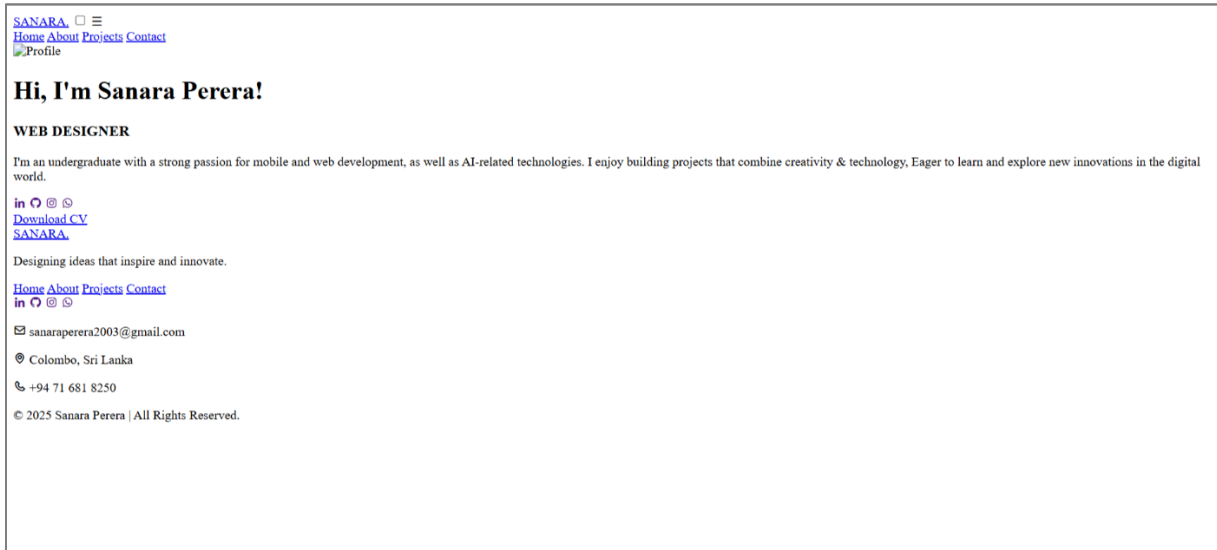 SANARA. ☰
Home About Projects Contact
Profile
Hi, I'm Sanara Perera!
WEB DESIGNER
I'm an undergraduate with a strong passion for mobile and web development, as well as AI-related technologies. I enjoy building projects that combine creativity & technology, Eager to learn and explore new innovations in the digital
world.
in
Download CV
SANARA.
Designing ideas that inspire and innovate.
Home About Projects Contact
in
sanaraperera2003@gmail.com
Colombo, Sri Lanka
+94 71 681 8250
© 2025 Sanara Perera | All Rights Reserved.